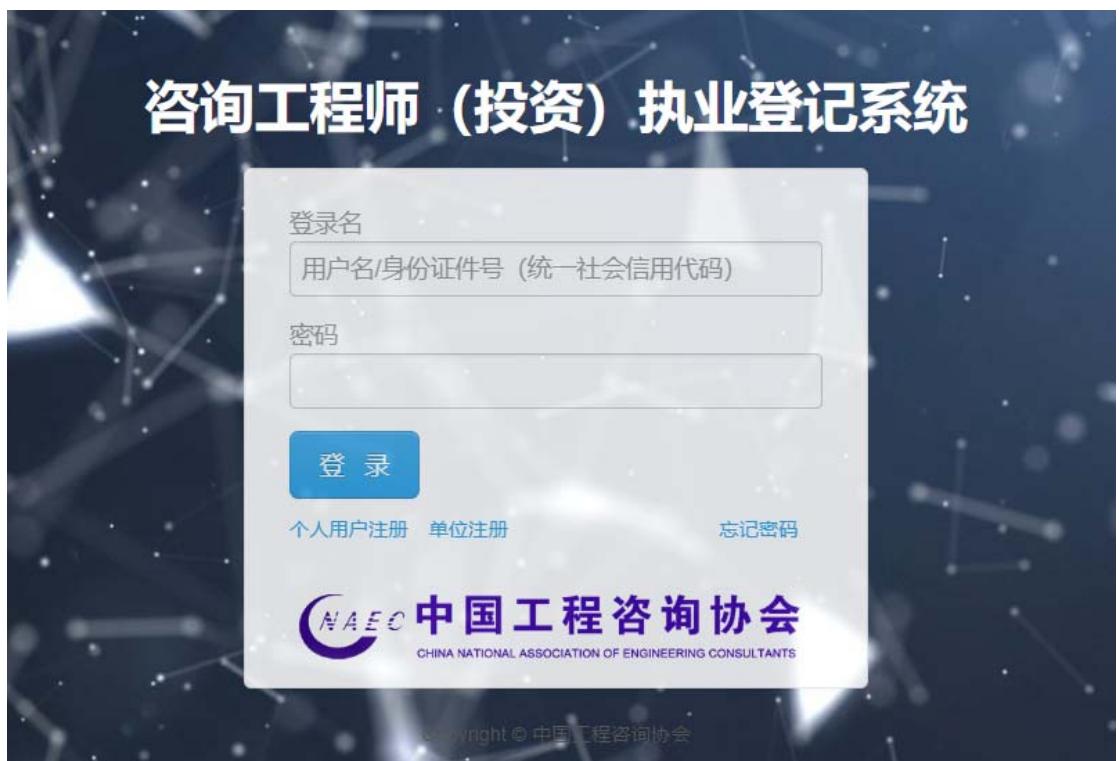 咨询工程师（投资）执业登记系统
登录名
用户名/身份证件号（统一社会信用代码）
密码
登 录
个人用户注册 单位注册 忘记密码
NAEC 中国工程咨询协会
CHINA NATIONAL ASSOCIATION OF ENGINEERING CONSULTANTS
Copyright © 中国工程咨询协会